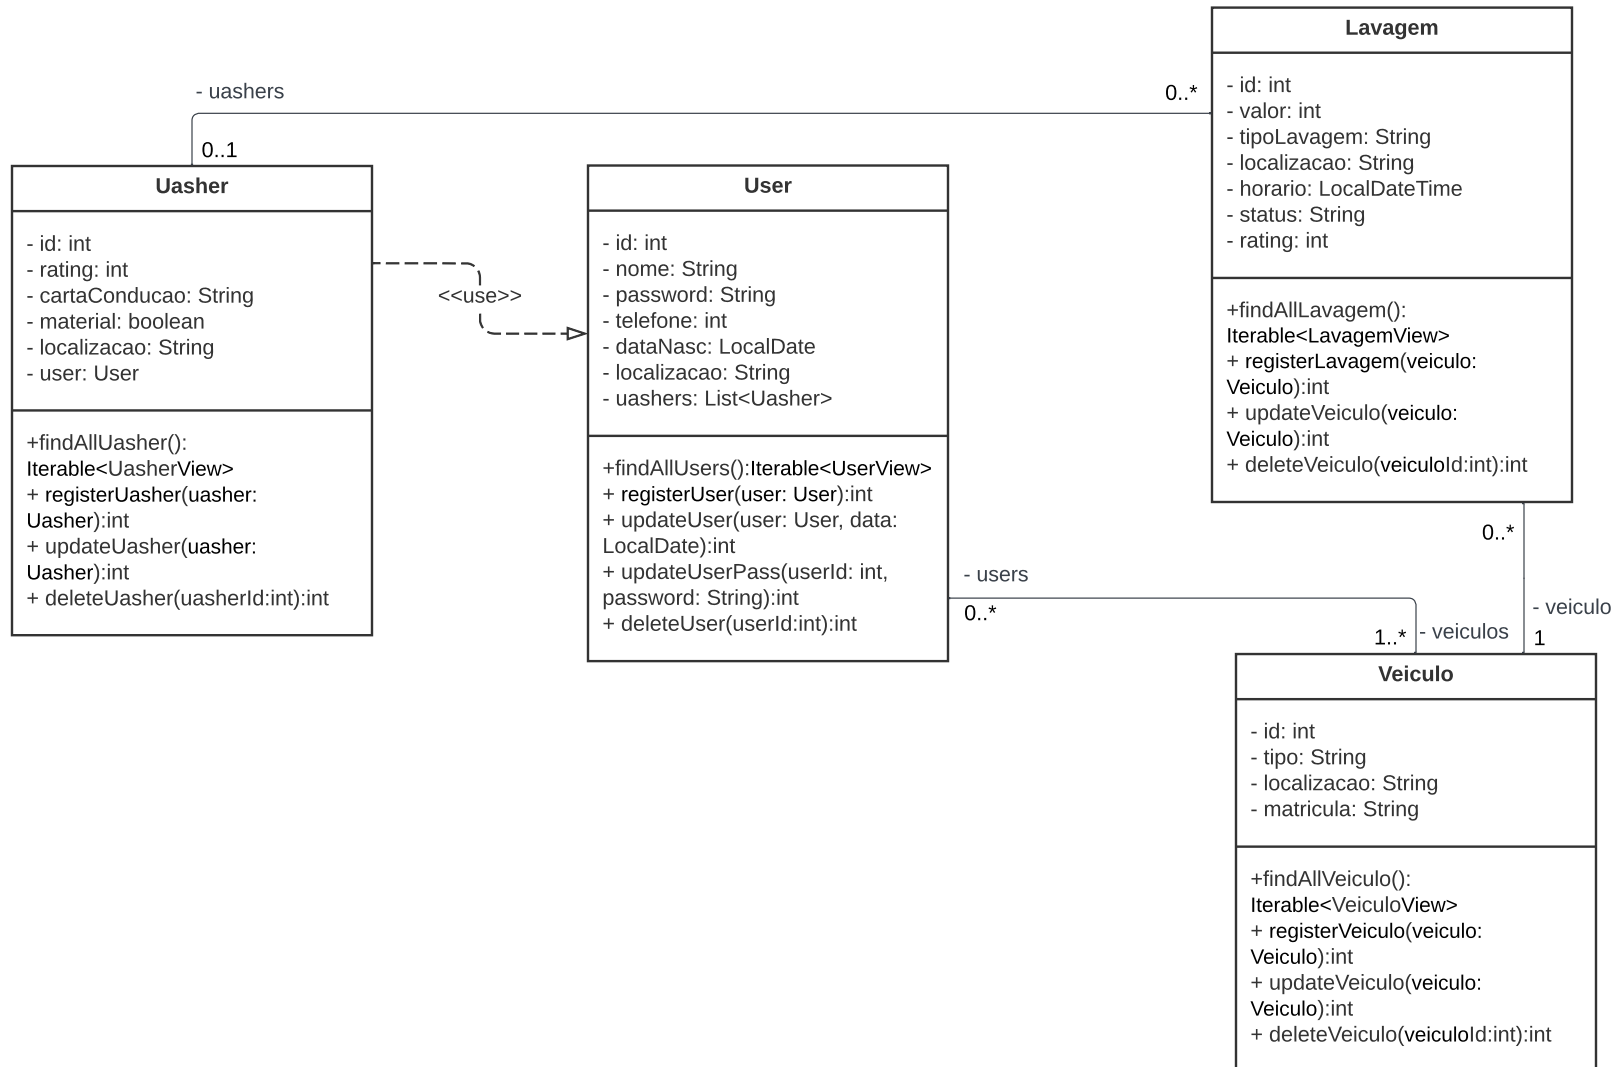 Lavagem
- id: int
- valor: int
- tipoLavagem: String
- localizacao: String
- horario: LocalDateTime
- status: String
- rating: int
+findAllLavagem():
Iterable<LavagemView>
+ registerLavagem(veiculo:
Veiculo):int
+ updateVeiculo(veiculo:
Veiculo):int
+ deleteVeiculo(veiculoId:int):int
- uashers
0..*
0..1
Uasher
- id: int
- rating: int
- cartaConducao: String
- material: boolean
- localizacao: String
- user: User
+findAllUasher():
Iterable<UasherView>
+ registerUasher(uasher:
Uasher):int
+ updateUasher(uasher:
Uasher):int
+ deleteUasher(uasherId:int):int
<<use>>
User
- id: int
- nome: String
- password: String
- telefone: int
- dataNasc: LocalDate
- localizacao: String
- uashers: List<Uasher>
+findAllUsers():Iterable<UserView>
+ registerUser(user: User):int
+ updateUser(user: User, data:
LocalDate):int
+ updateUserPass(userId: int,
password: String):int
+ deleteUser(userId:int):int
- users
0..*
1..*
- veiculos
0..*
- veiculo
1
Veiculo
- id: int
- tipo: String
- localizacao: String
- matricula: String
+findAllVeiculo():
Iterable<VeiculoView>
+ registerVeiculo(veiculo:
Veiculo):int
+ updateVeiculo(veiculo:
Veiculo):int
+ deleteVeiculo(veiculoId:int):int